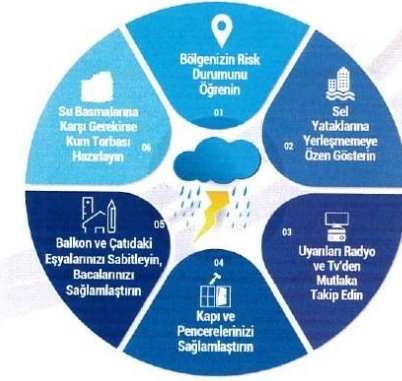 Bölgenizin Risk
Durumunu
Öğrenin
01
Sel
Yataklarına
Yerleşmemeye
Özen Gösterin
02
03
Uyarıları Radyo
ve Tv'den
Mutlaka
Takip Edin
04
Kapı ve
Pencerelerinizi
Sağlamlaştırın
05
Balkon ve Çatıdaki
Eşyalarınızı Sabitleyin,
Bacalarınızı
Sağlamlaştırın
Su Basmalarına
Karşı Gerekirse
Kum Torbası
Hazırlayın
06